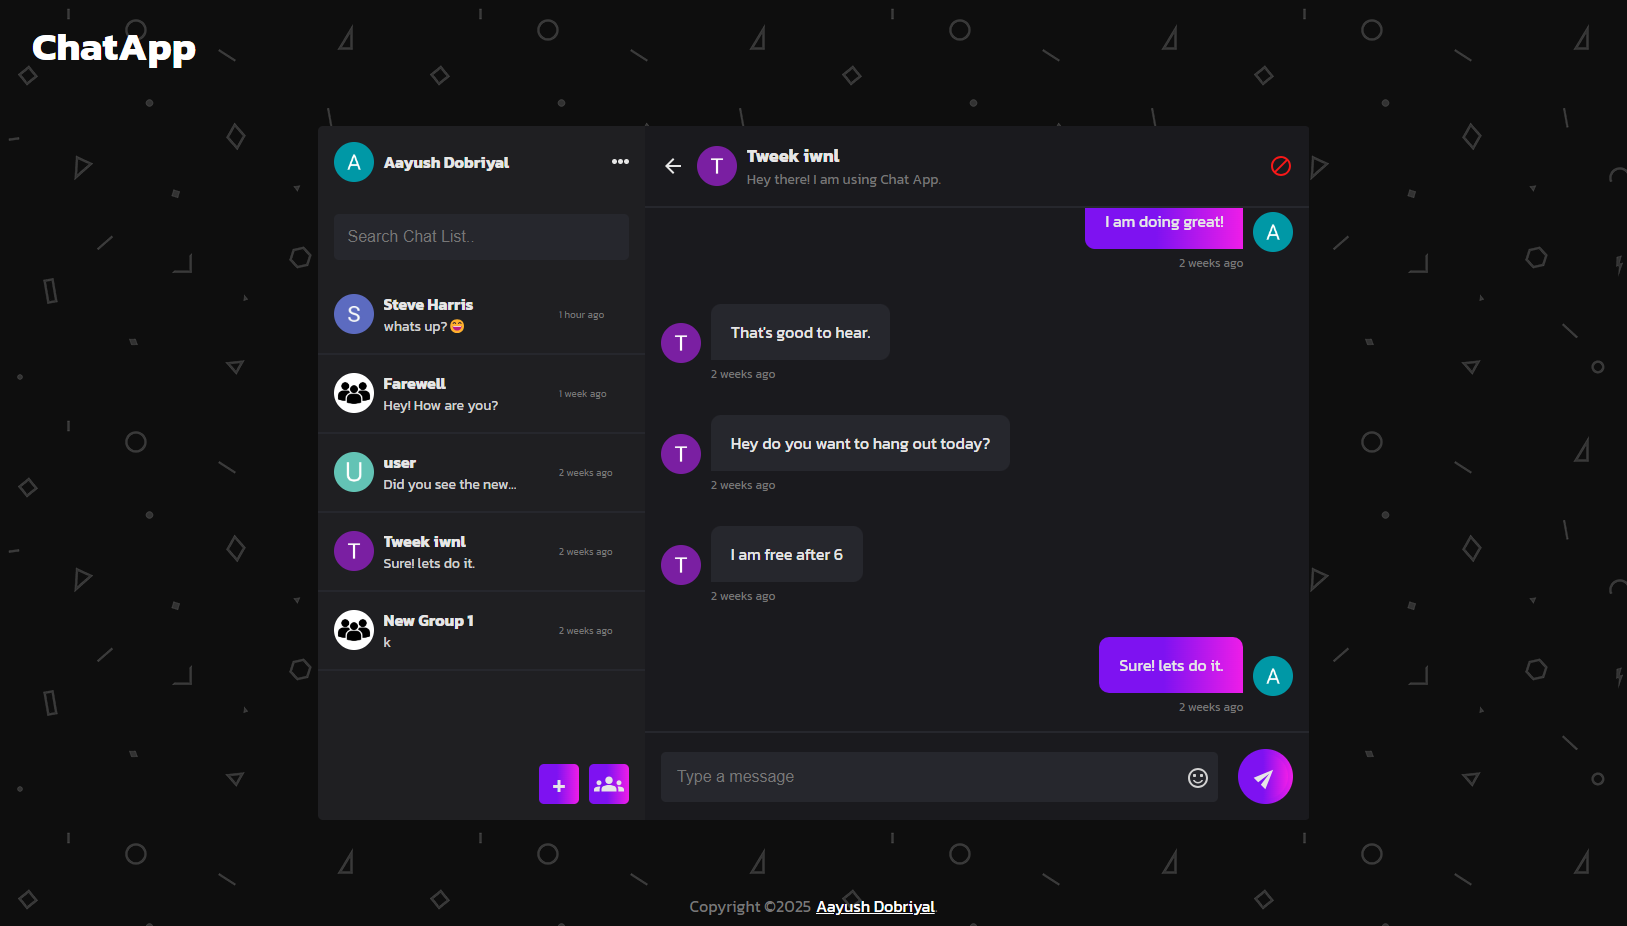 ChatApp
A
Aayush Dobriyal
Search Chat List..
S
Steve Harris
whats up? 😄
1 hour ago
Farewell
Hey! How are you?
1 week ago
U
user
Did you see the new...
2 weeks ago
T
Tweek iwnl
Sure! lets do it.
2 weeks ago
New Group 1
k
2 weeks ago
+
T
Tweek iwnl
Hey there! I am using Chat App.
I am doing great!
A
2 weeks ago
That's good to hear.
T
2 weeks ago
Hey do you want to hang out today?
T
2 weeks ago
I am free after 6
T
2 weeks ago
Sure! lets do it.
A
2 weeks ago
Type a message
Copyright ©2025 Aayush Dobriyal.